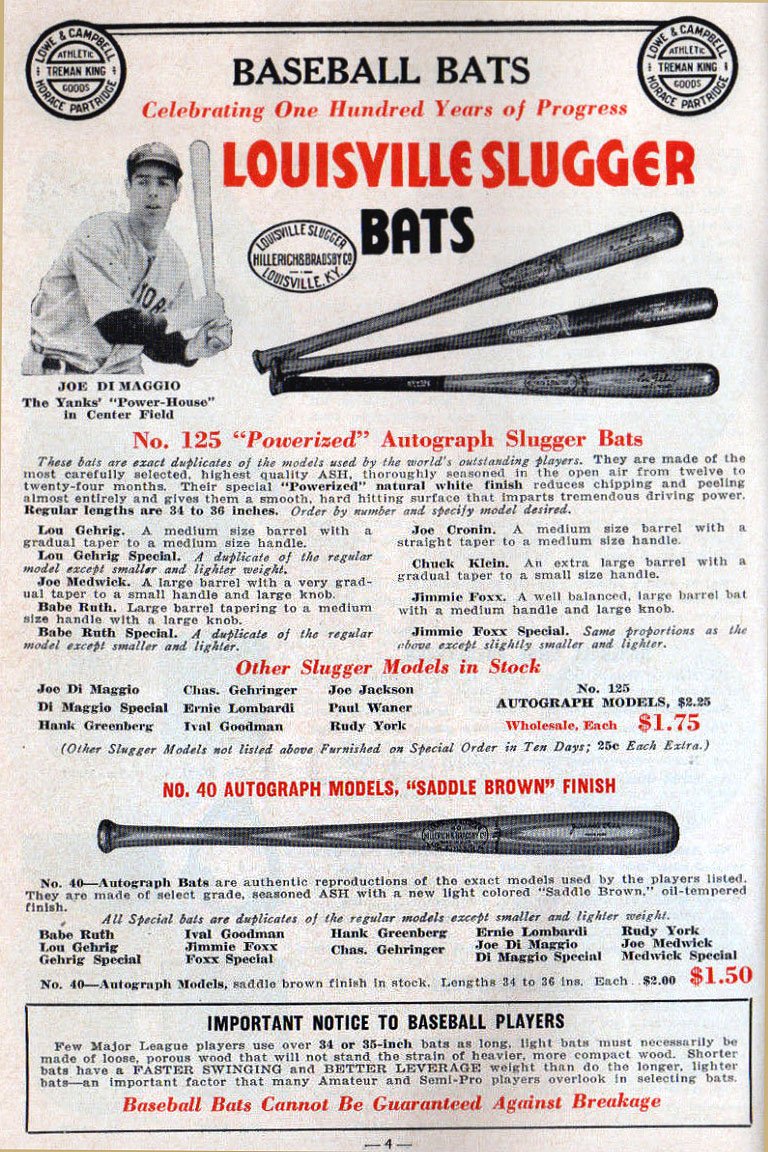 LOWE & CAMPBELL
ATHLETIC
TREMAN KING
GOODS
HORACE PARTRIDGE
LOWE & CAMPBELL
ATHLETIC
TREMAN KING
GOODS
HORACE PARTRIDGE
BASEBALL BATS
Celebrating One Hundred Years of Progress
LOUISVILLE SLUGGER
BATS
LOUISVILLE SLUGGER
HILLERICH & BRADSBY CO
LOUISVILLE, KY.
JOE DI MAGGIO
The Yanks' "Power-House"
in Center Field
No. 125 "Powerized" Autograph Slugger Bats
These bats are exact duplicates of the models used by the world's outstanding players. They are made of the
most carefully selected, highest quality ASH, thoroughly seasoned in the open air from twelve to
twenty-four months. Their special "Powerized" natural white finish reduces chipping and peeling
almost entirely and gives them a smooth, hard hitting surface that imparts tremendous driving power.
Regular lengths are 34 to 36 inches. Order by number and specify model desired.
Lou Gehrig. A medium size barrel with a
gradual taper to a medium size handle.
Lou Gehrig Special. A duplicate of the regular
model except smaller and lighter weight.
Joe Medwick. A large barrel with a very grad-
ual taper to a small handle and large knob.
Babe Ruth. Large barrel tapering to a medium
size handle with a large knob.
Babe Ruth Special. A duplicate of the regular
model except smaller and lighter.
Joe Cronin. A medium size barrel with a
straight taper to a medium size handle.
Chuck Klein. An extra large barrel with a
gradual taper to a small size handle.
Jimmie Foxx. A well balanced, large barrel bat
with a medium handle and large knob.
Jimmie Foxx Special. Same proportions as the
above except slightly smaller and lighter.
Other Slugger Models in Stock
Joe Di Maggio Chas. Gehringer Joe Jackson
Di Maggio Special Ernie Lombardi Paul Waner
Hank Greenberg Ival Goodman Rudy York
No. 125
AUTOGRAPH MODELS, $2.25
Wholesale, Each $1.75
(Other Slugger Models not listed above Furnished on Special Order in Ten Days; 25c Each Extra.)
NO. 40 AUTOGRAPH MODELS, "SADDLE BROWN" FINISH
HILLERICH & BRADSBY CO
No. 40—Autograph Bats are authentic reproductions of the exact models used by the players listed.
They are made of select grade, seasoned ASH with a new light colored "Saddle Brown," oil-tempered
finish.
All Special bats are duplicates of the regular models except smaller and lighter weight.
Babe Ruth Ival Goodman Hank Greenberg Ernie Lombardi Rudy York
Lou Gehrig Jimmie Foxx Chas. Gehringer Joe Di Maggio Joe Medwick
Gehrig Special Foxx Special Di Maggio Special Medwick Special
No. 40—Autograph Models, saddle brown finish in stock. Lengths 34 to 36 ins. Each..$2.00 $1.50
IMPORTANT NOTICE TO BASEBALL PLAYERS
Few Major League players use over 34 or 35-inch bats as long, light bats must necessarily be
made of loose, porous wood that will not stand the strain of heavier, more compact wood. Shorter
bats have a FASTER SWINGING and BETTER LEVERAGE weight than do the longer, lighter
bats—an important factor that many Amateur and Semi-Pro players overlook in selecting bats.
Baseball Bats Cannot Be Guaranteed Against Breakage
—4—